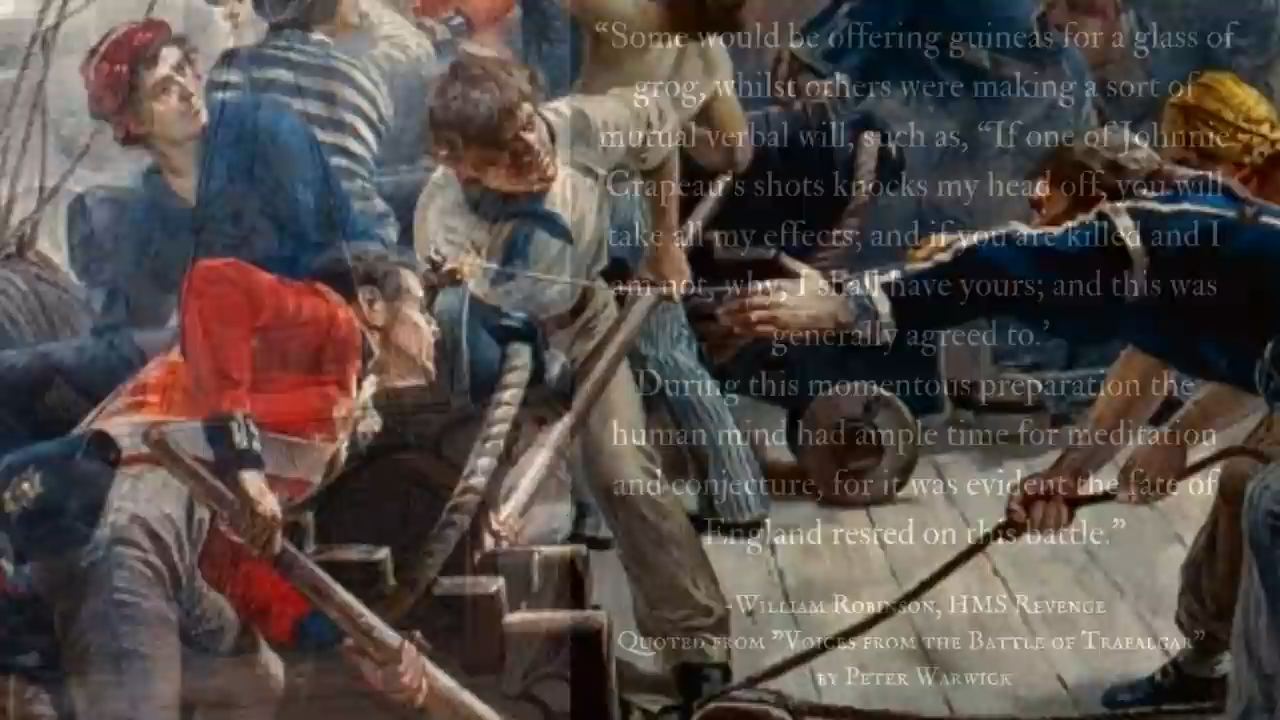 “Some would be offering guineas for a glass of
grog, whilst others were making a sort of
mutual verbal will, such as, “If one of Johnnie
Crapeau's shots knocks my head off, you will
take all my effects; and if you are killed and I
am not, why, I shall have yours; and this was
generally agreed to.'
During this momentous preparation the
human mind had ample time for meditation
and conjecture, for it was evident the fate of
England rested on this battle.”
-William Robinson, HMS Revenge
Quoted from ”Voices from the Battle of Trafalgar”
by Peter Warwick